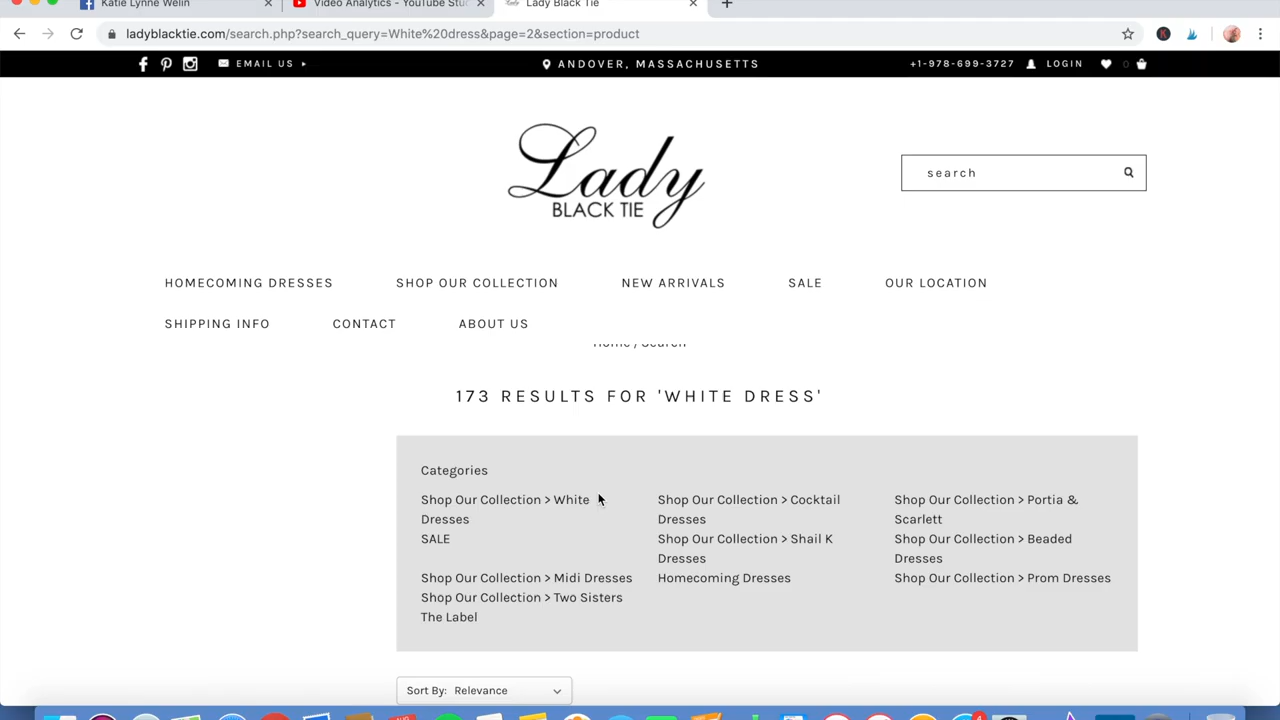 Katie Lynne Welin
Video Analytics - YouTube Stu
Lady Black Tie
ladyblacktie.com/search.php?search_query=White%20dress&page=2&section=product
EMAIL US
ANDOVER, MASSACHUSETTS
+1-978-699-3727
LOGIN
0
Lady
BLACK TIE
search
HOMECOMING DRESSES
SHOP OUR COLLECTION
NEW ARRIVALS
SALE
OUR LOCATION
SHIPPING INFO
CONTACT
ABOUT US
Home / Search
173 RESULTS FOR 'WHITE DRESS'
Categories
Shop Our Collection > White
Dresses
SALE
Shop Our Collection > Midi Dresses
Shop Our Collection > Two Sisters
The Label
Shop Our Collection > Cocktail
Dresses
Shop Our Collection > Shail K
Dresses
Homecoming Dresses
Shop Our Collection > Portia &
Scarlett
Shop Our Collection > Beaded
Dresses
Shop Our Collection > Prom Dresses
Sort By: Relevance